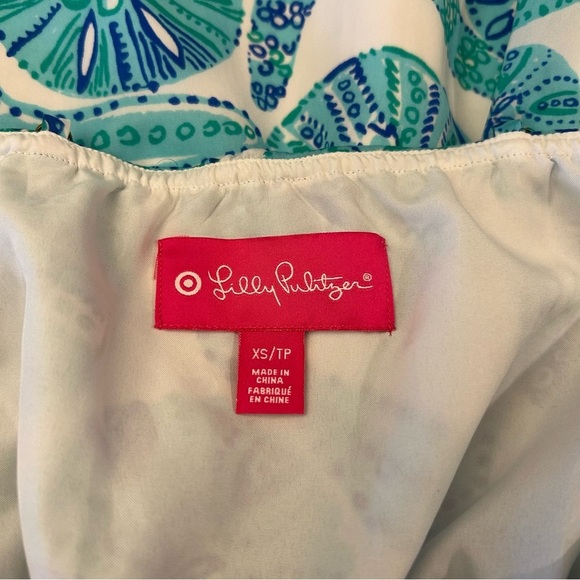 Lilly Pulitzer®
XS/TP
MADE IN
CHINA
FABRIQUÉ
EN CHINE